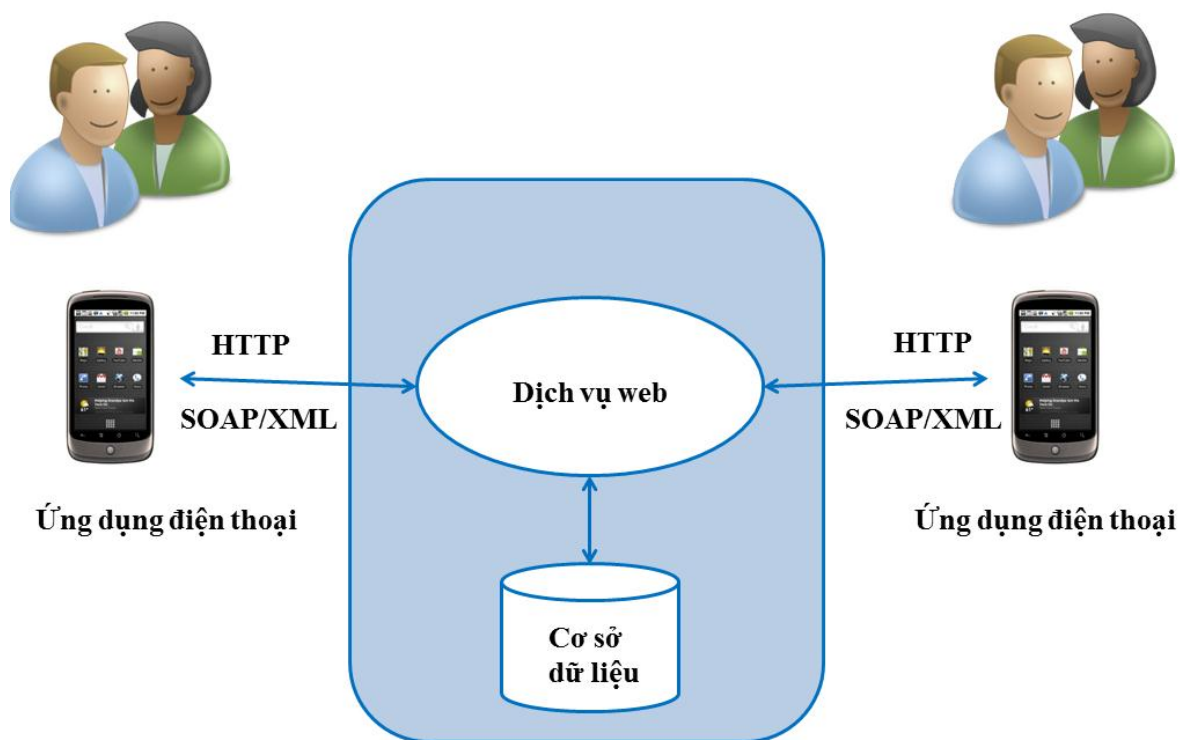 HTTP
SOAP/XML
Ứng dụng điện thoại
Dịch vụ web
Cơ sở
dữ liệu
HTTP
SOAP/XML
Ứng dụng điện thoại